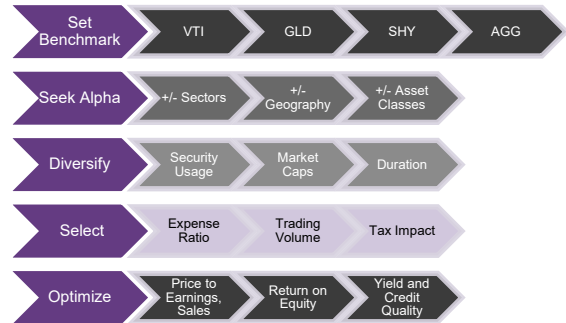 Set
Benchmark
VTI
GLD
SHY
AGG
Seek Alpha
+/- Sectors
+/-
Geography
+/- Asset
Classes
Diversify
Security
Usage
Market
Caps
Duration
Select
Expense
Ratio
Trading
Volume
Tax Impact
Optimize
Price to
Earnings,
Sales
Return on
Equity
Yield and
Credit
Quality